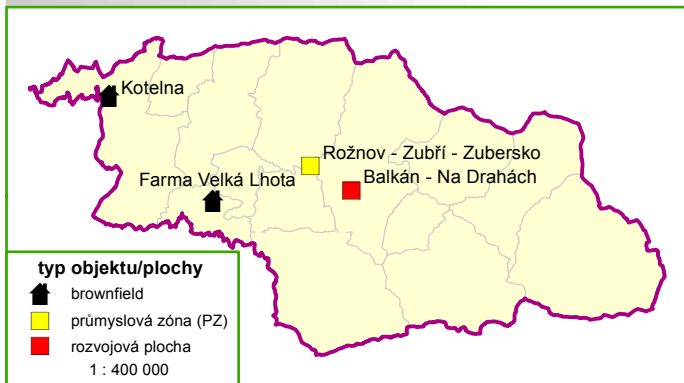 Kotelna
Rožnov - Zubří - Zubersko
Farma Velká Lhota
Balkán - Na Drahách
typ objektu/plochy
brownfield
průmyslová zóna (PZ)
rozvojová plocha
1 : 400 000